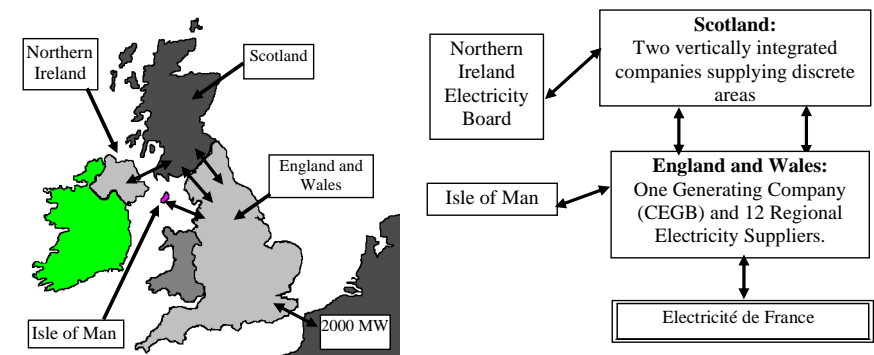 Northern
Ireland
Scotland
England and
Wales
Isle of Man
2000 MW
Northern
Ireland
Electricity
Board
Scotland:
Two vertically integrated
companies supplying discrete
areas
Isle of Man
England and Wales:
One Generating Company
(CEGB) and 12 Regional
Electricity Suppliers.
Electricité de France